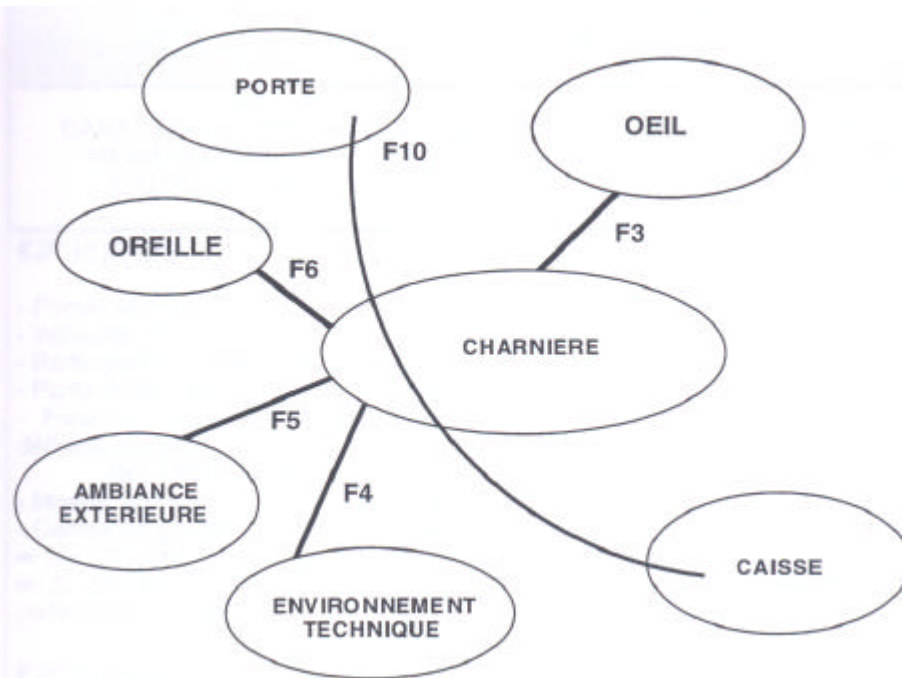 PORTE
F10
OEIL
F3
OREILLE
F6
CHARNIERE
F5
AMBIANCE
EXTERIEURE
F4
ENVIRONNEMENT
TECHNIQUE
CAISSE